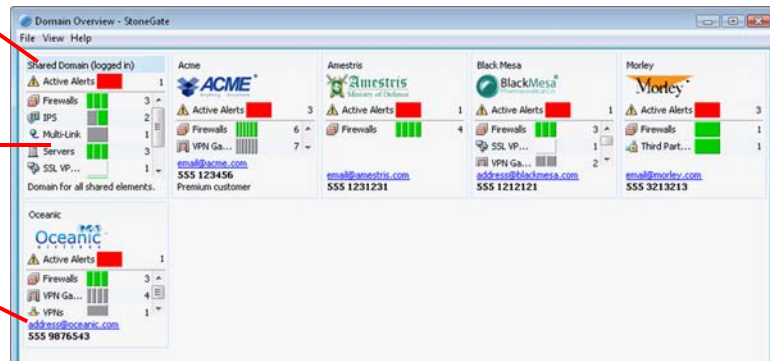 Domain Overview - StoneGate
File View Help
Shared Domain (logged in)
Active Alerts 1
Firewalls 3
IPS 2
Multi-Link 1
Servers 3
SSL VP... 1
Domain for all shared elements.
Acme
ACME
Active Alerts 3
Firewalls 6
VPN Ga... 7
email@acme.com
555 123456
Premium customer
Amestris
Amestris
Ministry of Defence
Active Alerts 1
Firewalls 4
email@amestris.com
555 1231231
Black Mesa
BlackMesa
Active Alerts 1
Firewalls 3
SSL VP... 1
VPN Ga... 2
address@blackmesa.com
555 1212121
Morley
Morley
Active Alerts 3
Firewalls 1
Third Part... 1
email@morley.com
555 3213213
Oceanic
OCEANIC
Active Alerts 1
Firewalls 3
VPN Ga... 4
VPNs 1
address@oceanic.com
555 9876543